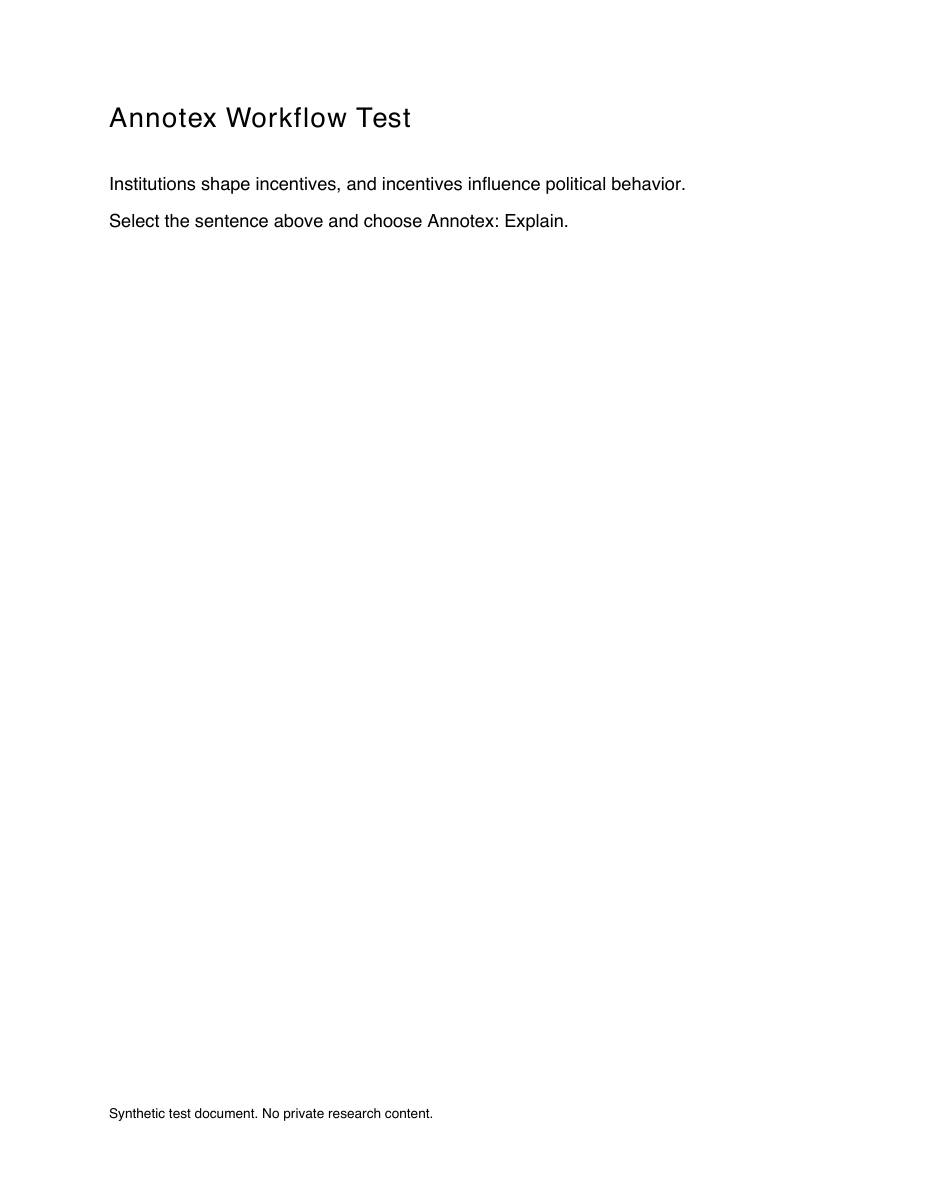 Annotex Workflow Test
Institutions shape incentives, and incentives influence political behavior.
Select the sentence above and choose Annotex: Explain.
Synthetic test document. No private research content.